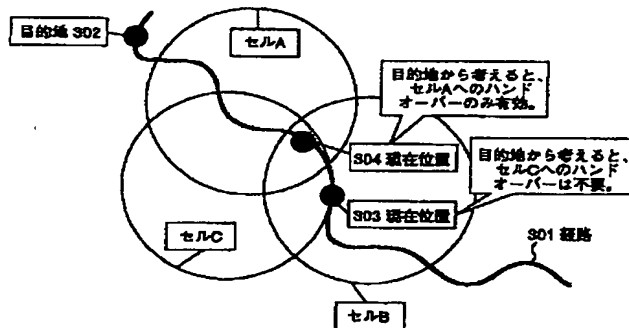 目的地 302
セルA
目的地から考えると、
セルAへのハンド
オーバーのみ有効。
304 現在位置
目的地から考えると、
セルCへのハンド
オーバーは不要。
303 現在位置
セルC
301 経路
セルB